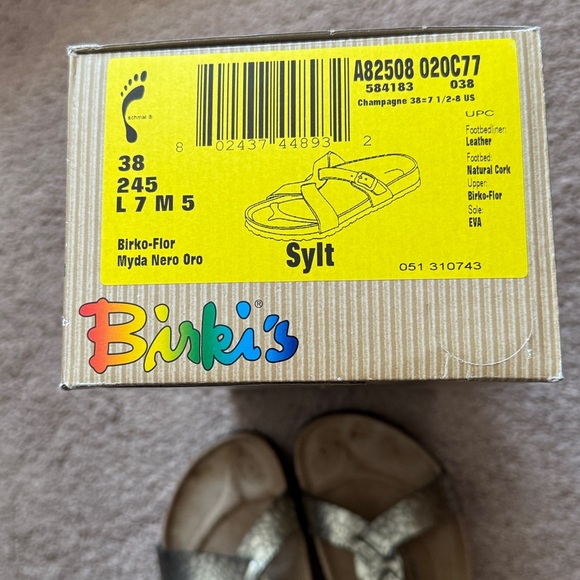 A82508 020C77
584183 038
Champagne 38=7 1/2-8 US
schmal
8 02437 44893 2
UPC
38
245
L 7 M 5
Footbedliner:
Leather
Footbed:
Natural Cork
Upper:
Birko-Flor
Sole:
EVA
Birko-Flor
Myda Nero Oro
Sylt
051 310743
Birki's®